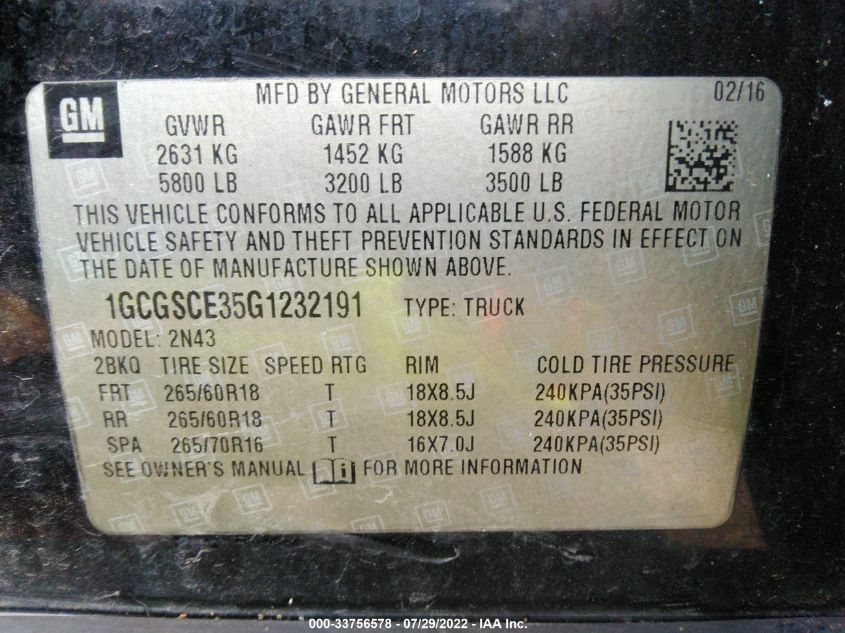 GM
MFD BY GENERAL MOTORS LLC 02/16
GVWR GAWR FRT GAWR RR
2631 KG 1452 KG 1588 KG
5800 LB 3200 LB 3500 LB
THIS VEHICLE CONFORMS TO ALL APPLICABLE U.S. FEDERAL MOTOR
VEHICLE SAFETY AND THEFT PREVENTION STANDARDS IN EFFECT ON
THE DATE OF MANUFACTURE SHOWN ABOVE.
1GCGSCE35G1232191 TYPE: TRUCK
MODEL: 2N43
2BKQ TIRE SIZE SPEED RTG RIM COLD TIRE PRESSURE
FRT 265/60R18 T 18X8.5J 240KPA(35PSI)
RR 265/60R18 T 18X8.5J 240KPA(35PSI)
SPA 265/70R16 T 16X7.0J 240KPA(35PSI)
SEE OWNER'S MANUAL i FOR MORE INFORMATION
000-33756578 - 07/29/2022 - IAA Inc.